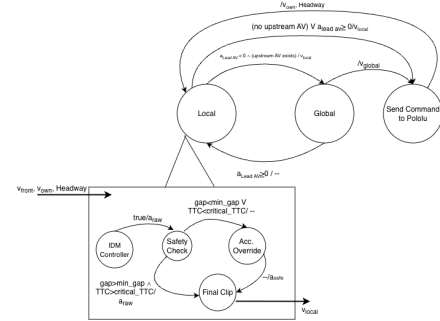 /v_own, Headway
(no upstream AV) V a_lead av>= 0/v_local
a_Lead AV < 0 ∧ (upstream AV exists) / v_local
/v_global
Local
Global
Send Command
to Pololu
a_Lead AV>=0 / --
v_front, v_own, Headway
gap<min_gap V
TTC<critical_TTC/ --
true/a_raw
IDM
Controller
Safety
Check
Acc.
Override
--/a_safe
gap>min_gap ∧
TTC>critical_TTC/
a_raw
Final Clip
v_local